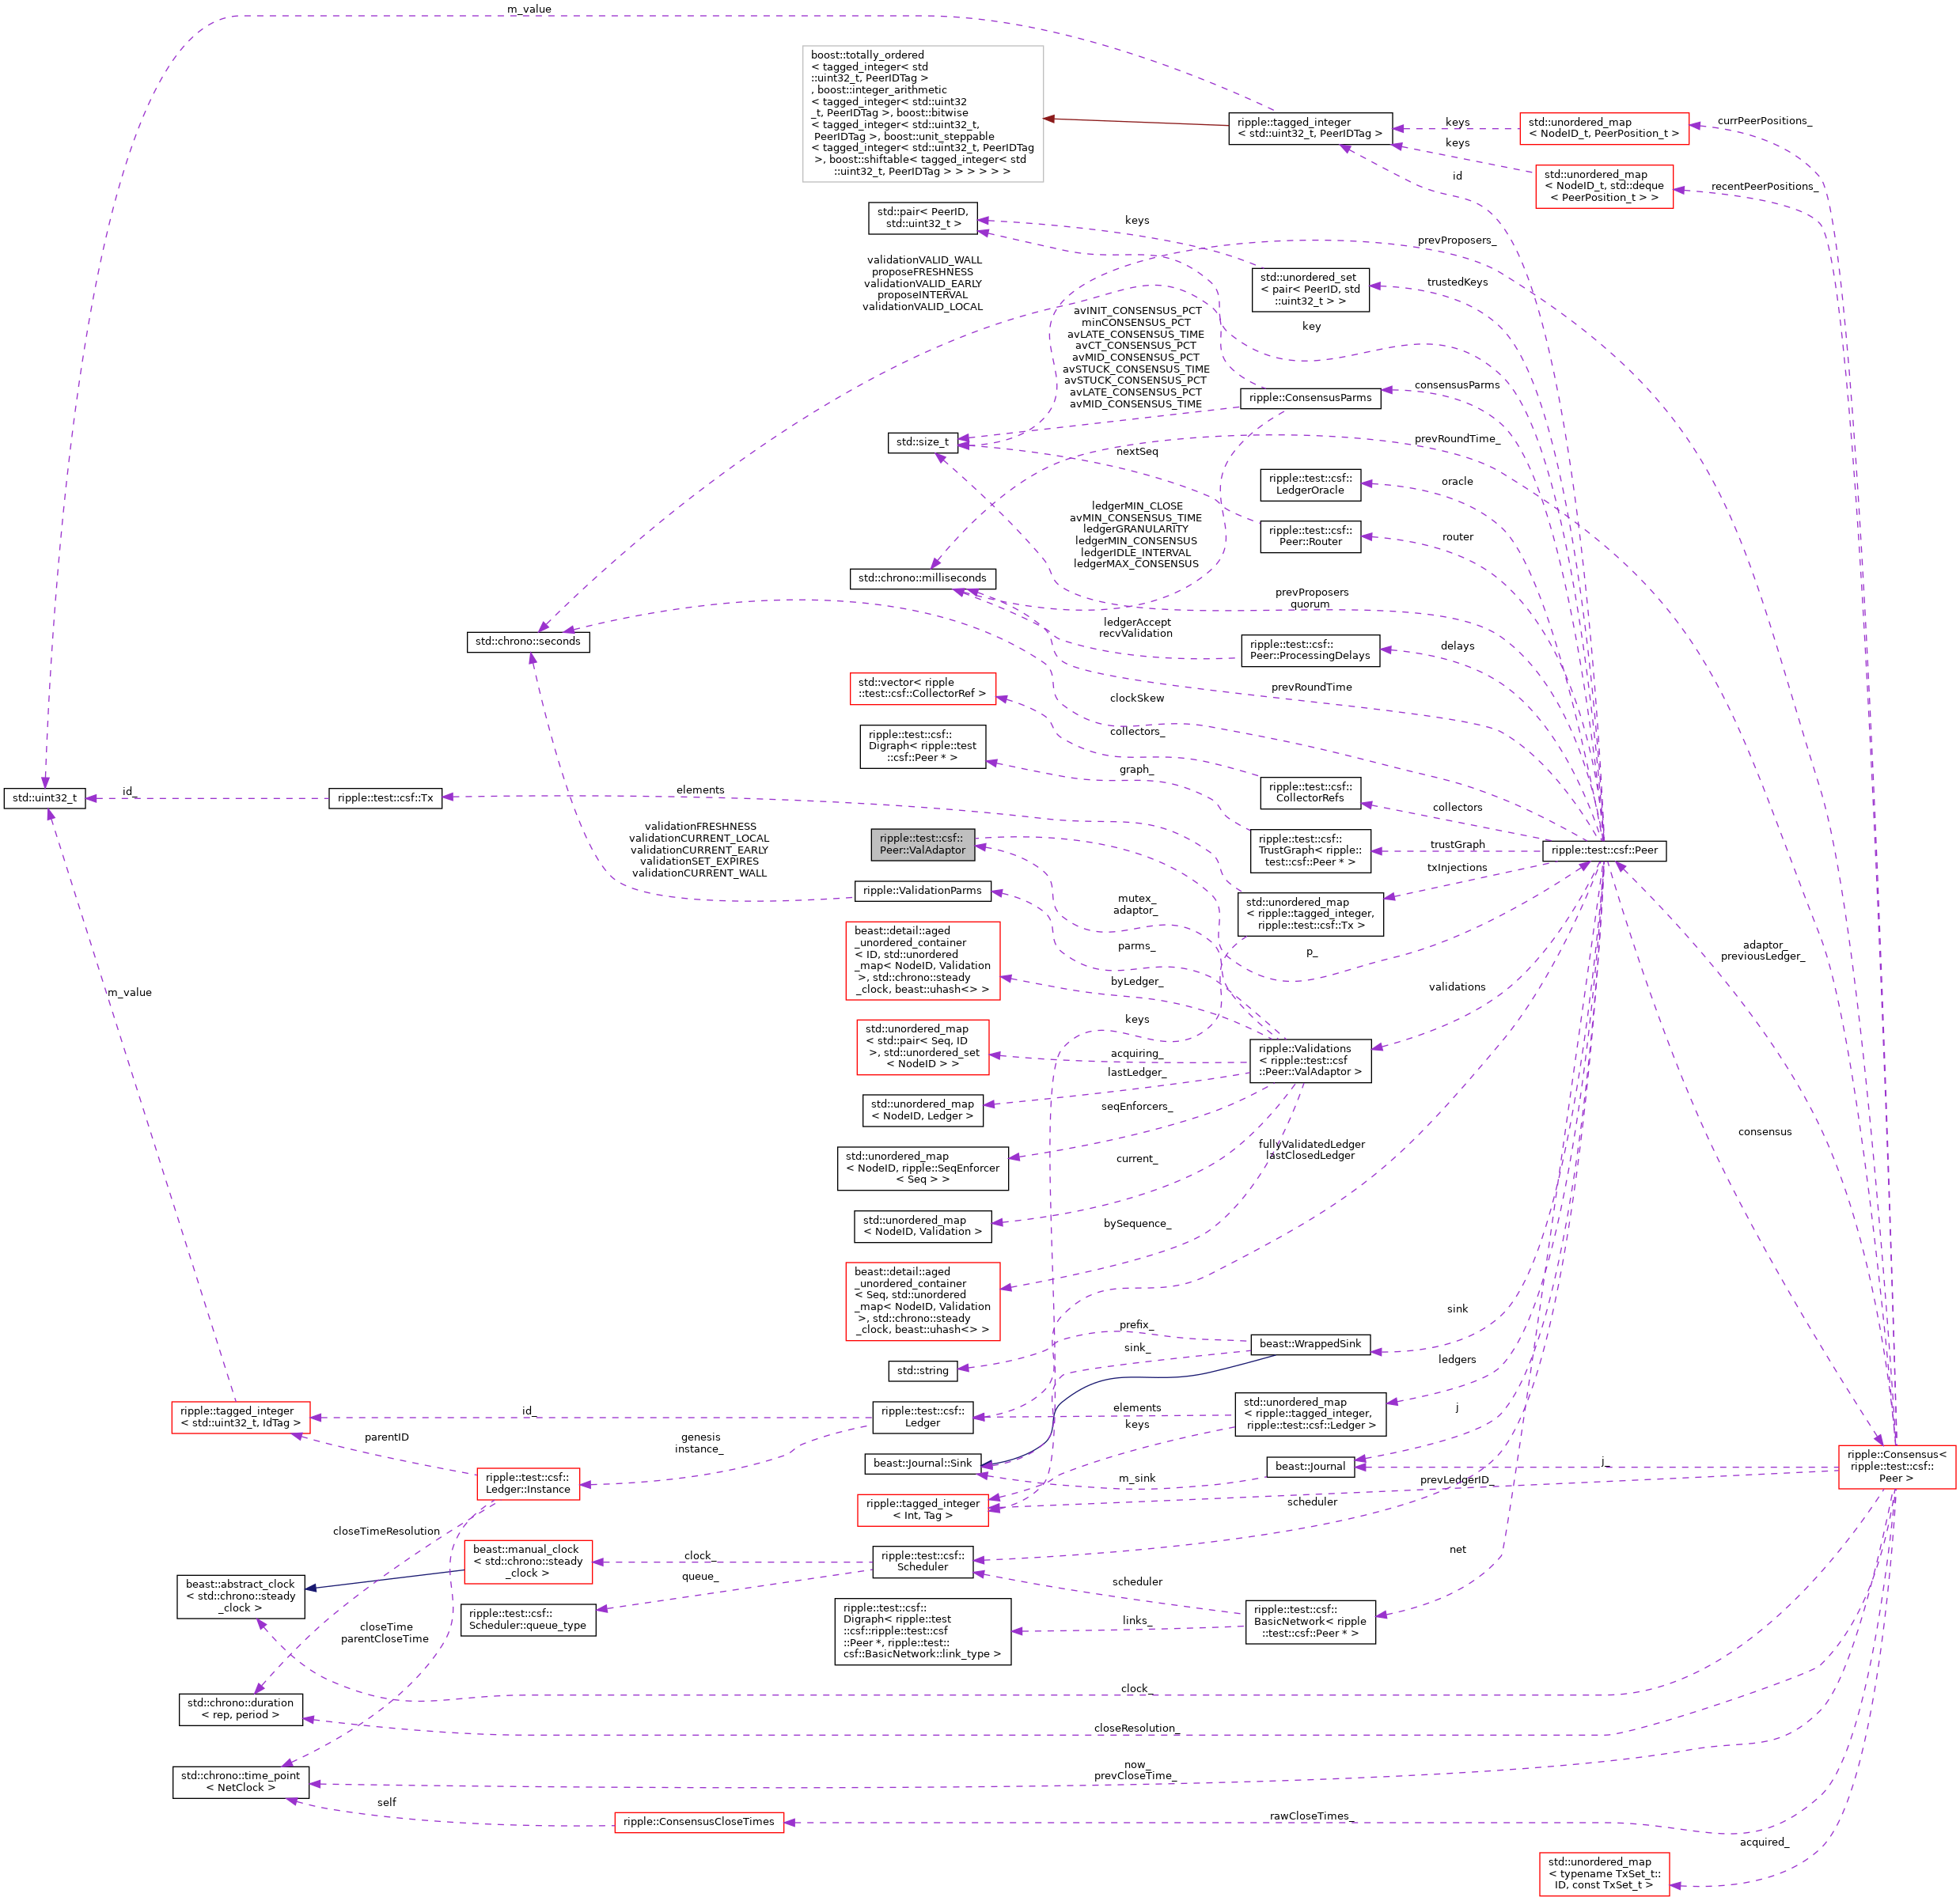 m_value
boost::totally_ordered
< tagged_integer< std
::uint32_t, PeerIDTag >
, boost::integer_arithmetic
< tagged_integer< std::uint32
_t, PeerIDTag >, boost::bitwise
< tagged_integer< std::uint32_t,
PeerIDTag >, boost::unit_steppable
< tagged_integer< std::uint32_t, PeerIDTag
>, boost::shiftable< tagged_integer< std
::uint32_t, PeerIDTag > > > > > >
ripple::tagged_integer
< std::uint32_t, PeerIDTag >
keys
std::unordered_map
< NodeID_t, PeerPosition_t >
currPeerPositions_
keys
std::unordered_map
< NodeID_t, std::deque
< PeerPosition_t > >
recentPeerPositions_
id
std::pair< PeerID,
std::uint32_t >
keys
prevProposers_
validationVALID_WALL
proposeFRESHNESS
validationVALID_EARLY
proposeINTERVAL
validationVALID_LOCAL
std::unordered_set
< pair< PeerID, std
::uint32_t > >
trustedKeys
key
avINIT_CONSENSUS_PCT
minCONSENSUS_PCT
avLATE_CONSENSUS_TIME
avCT_CONSENSUS_PCT
avMID_CONSENSUS_PCT
avSTUCK_CONSENSUS_TIME
avSTUCK_CONSENSUS_PCT
avLATE_CONSENSUS_PCT
avMID_CONSENSUS_TIME
ripple::ConsensusParms
consensusParms
std::size_t
nextSeq
prevRoundTime_
ripple::test::csf::
LedgerOracle
oracle
ledgerMIN_CLOSE
avMIN_CONSENSUS_TIME
ledgerGRANULARITY
ledgerMIN_CONSENSUS
ledgerIDLE_INTERVAL
ledgerMAX_CONSENSUS
ripple::test::csf::
Peer::Router
router
std::chrono::milliseconds
prevProposers
quorum
ledgerAccept
recvValidation
std::chrono::seconds
ripple::test::csf::
Peer::ProcessingDelays
delays
std::vector< ripple
::test::csf::CollectorRef >
clockSkew
prevRoundTime
ripple::test::csf::
Digraph< ripple::test
::csf::Peer * >
collectors_
graph_
std::uint32_t
id_
ripple::test::csf::Tx
elements
ripple::test::csf::
CollectorRefs
collectors
validationFRESHNESS
validationCURRENT_LOCAL
validationCURRENT_EARLY
validationSET_EXPIRES
validationCURRENT_WALL
ripple::test::csf::
Peer::ValAdaptor
ripple::test::csf::
TrustGraph< ripple::
test::csf::Peer * >
trustGraph
ripple::test::csf::Peer
txInjections
ripple::ValidationParms
mutex_
adaptor_
std::unordered_map
< ripple::tagged_integer,
ripple::test::csf::Tx >
beast::detail::aged
_unordered_container
< ID, std::unordered
_map< NodeID, Validation
>, std::chrono::steady
_clock, beast::uhash<> >
parms_
p_
adaptor_
previousLedger_
m_value
byLedger_
validations
keys
std::unordered_map
< std::pair< Seq, ID
>, std::unordered_set
< NodeID > >
acquiring_
ripple::Validations
< ripple::test::csf
::Peer::ValAdaptor >
lastLedger_
std::unordered_map
< NodeID, Ledger >
seqEnforcers_
std::unordered_map
< NodeID, ripple::SeqEnforcer
< Seq > >
current_
fullyValidatedLedger
lastClosedLedger
consensus
std::unordered_map
< NodeID, Validation >
bySequence_
beast::detail::aged
_unordered_container
< Seq, std::unordered
_map< NodeID, Validation
>, std::chrono::steady
_clock, beast::uhash<> >
sink
prefix_
beast::WrappedSink
sink_
std::string
ledgers
ripple::tagged_integer
< std::uint32_t, IdTag >
id_
ripple::test::csf::
Ledger
elements
keys
std::unordered_map
< ripple::tagged_integer,
ripple::test::csf::Ledger >
j
parentID
genesis
instance_
beast::Journal::Sink
m_sink
beast::Journal
j_
ripple::Consensus<
ripple::test::csf::
Peer >
ripple::test::csf::
Ledger::Instance
prevLedgerID_
ripple::tagged_integer
< Int, Tag >
scheduler
closeTimeResolution
beast::manual_clock
< std::chrono::steady
_clock >
clock_
ripple::test::csf::
Scheduler
net
beast::abstract_clock
< std::chrono::steady
_clock >
queue_
scheduler
ripple::test::csf::
Scheduler::queue_type
ripple::test::csf::
Digraph< ripple::test
::csf::ripple::test::csf
::Peer *, ripple::test::
csf::BasicNetwork::link_type >
links_
ripple::test::csf::
BasicNetwork< ripple
::test::csf::Peer * >
closeTime
parentCloseTime
clock_
std::chrono::duration
< rep, period >
closeResolution_
now_
prevCloseTime_
std::chrono::time_point
< NetClock >
self
ripple::ConsensusCloseTimes
rawCloseTimes_
acquired_
std::unordered_map
< typename TxSet_t::
ID, const TxSet_t >